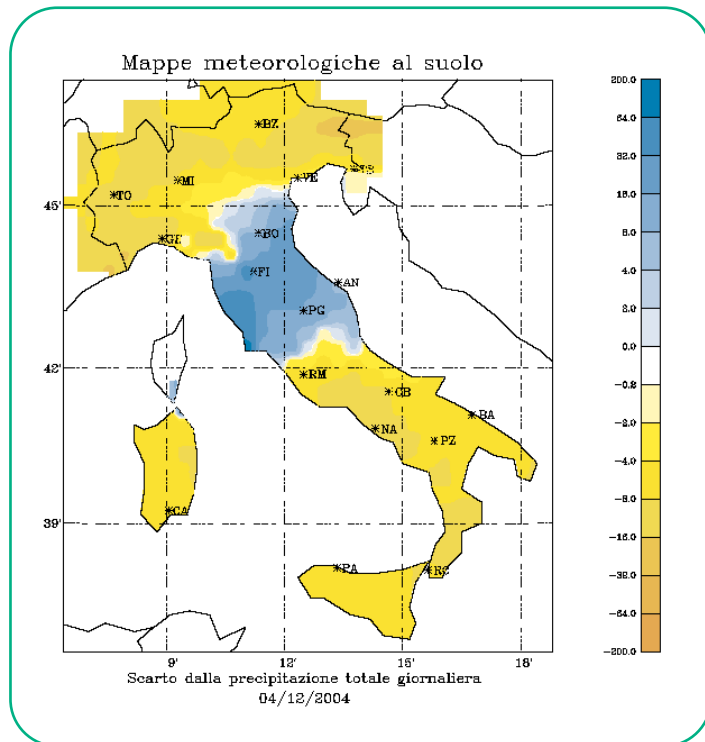 Mappe meteorologiche al suolo
200.0
64.0
32.0
16.0
8.0
4.0
2.0
0.0
-0.8
-2.0
-4.0
-8.0
-16.0
-32.0
-64.0
-200.0
*BZ
*MI
*VE
*TS
*TO
45'
*GE
*BO
*FI
*AN
*PG
42'
*RM
*CB
*BA
*NA
*PZ
*CA
39'
*PA
*RC
9'
12'
15'
18'
Scarto dalla precipitazione totale giornaliera
04/12/2004